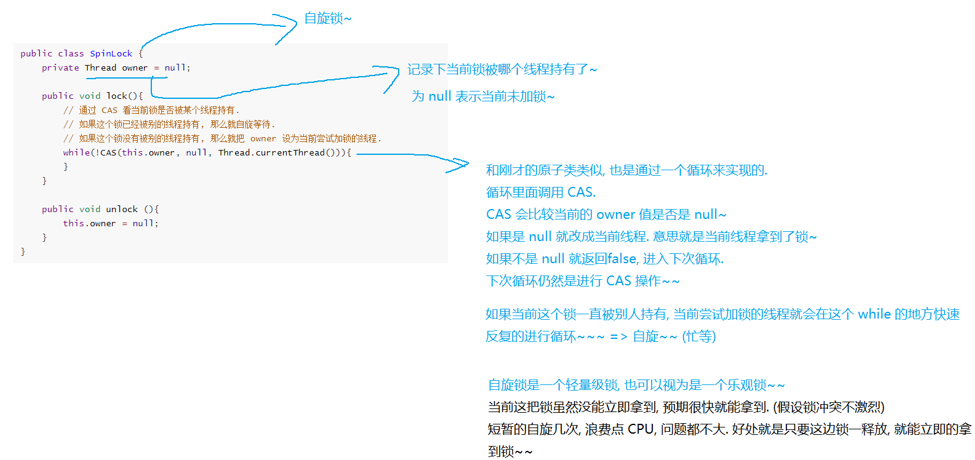 自旋锁~
public class SpinLock {
private Thread owner = null;
记录下当前锁被哪个线程持有了~
为 null 表示当前未加锁~
public void lock(){
// 通过 CAS 看当前锁是否被某个线程持有.
// 如果这个锁已经被别的线程持有, 那么就自旋等待.
// 如果这个锁没有被别的线程持有, 那么就把 owner 设为当前尝试加锁的线程.
while(!CAS(this.owner, null, Thread.currentThread())){
}
}
public void unlock (){
this.owner = null;
}
}
和刚才的原子类类似, 也是通过一个循环来实现的.
循环里面调用 CAS.
CAS 会比较当前的 owner 值是否是 null~
如果是 null 就改成当前线程. 意思就是当前线程拿到了锁~
如果不是 null 就返回false, 进入下次循环.
下次循环仍然是进行 CAS 操作~~
如果当前这个锁一直被别人持有, 当前尝试加锁的线程就会在这个 while 的地方快速
反复的进行循环~~~ => 自旋~~ (忙等)
自旋锁是一个轻量级锁, 也可以视为是一个乐观锁~~
当前这把锁虽然没能立即拿到, 预期很快就能拿到. (假设锁冲突不激烈)
短暂的自旋几次, 浪费点 CPU, 问题都不大. 好处就是只要这边锁一释放, 就能立即的拿
到锁~~